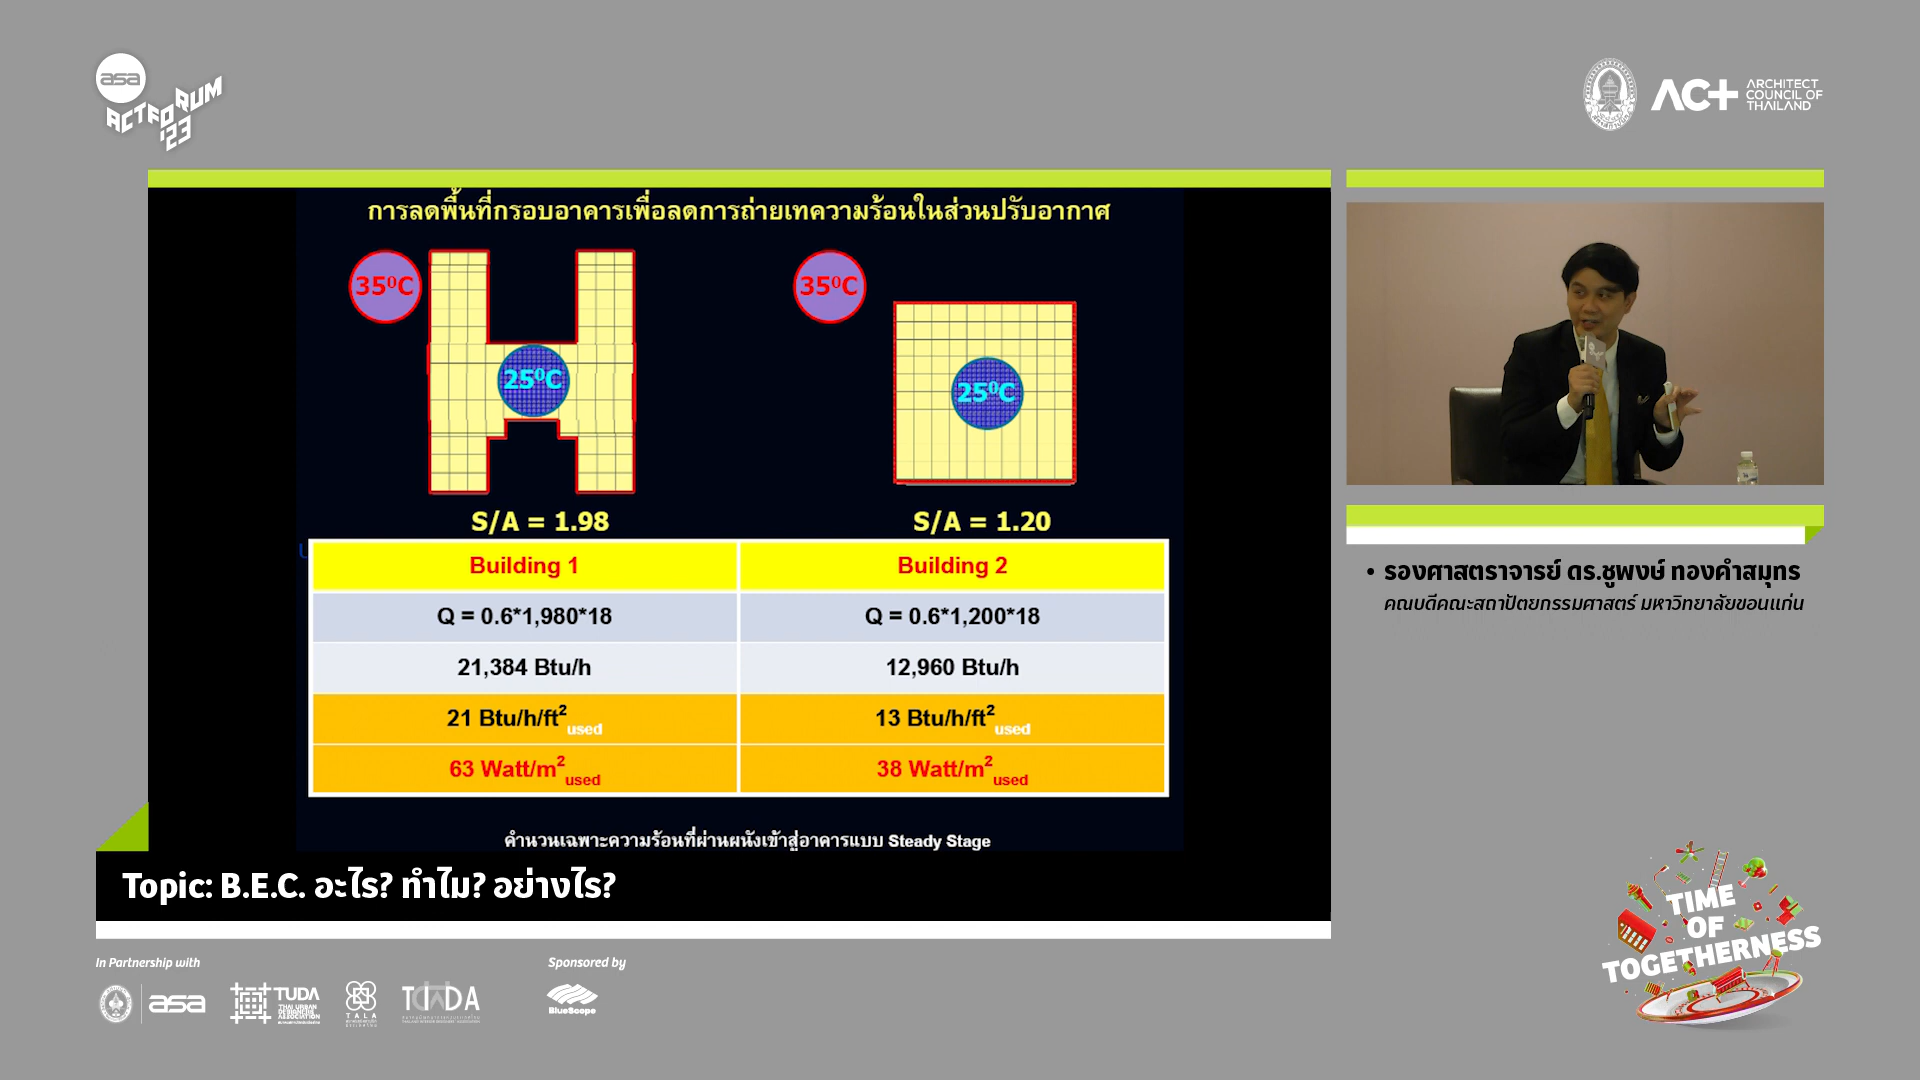 asa
ACTFORUM
'23
ACT
ARCHITECT
COUNCIL OF
THAILAND
การลดพื้นที่กรอบอาคารเพื่อลดการถ่ายเทความร้อนในส่วนปรับอากาศ
35⁰C
35⁰C
25⁰C
25⁰C
S/A = 1.98
S/A = 1.20
Building 1
Building 2
Q = 0.6*1,980*18
Q = 0.6*1,200*18
21,384 Btu/h
12,960 Btu/h
21 Btu/h/ft² used
13 Btu/h/ft² used
63 Watt/m² used
38 Watt/m² used
คำนวนเฉพาะความร้อนที่ผ่านผนังเข้าสู่อาคารแบบ Steady Stage
Topic: B.E.C. อะไร? ทำไม? อย่างไร?
• รองศาสตราจารย์ ดร.ชูพงษ์ ทองคำสมุทร
คณบดีคณะสถาปัตยกรรมศาสตร์ มหาวิทยาลัยขอนแก่น
TIME
OF
TOGETHERNESS
In Partnership with
Sponsored by
asa
TUDA
THAI URBAN
DESIGNERS
ASSOCIATION
TALA
TIDA
BlueScope